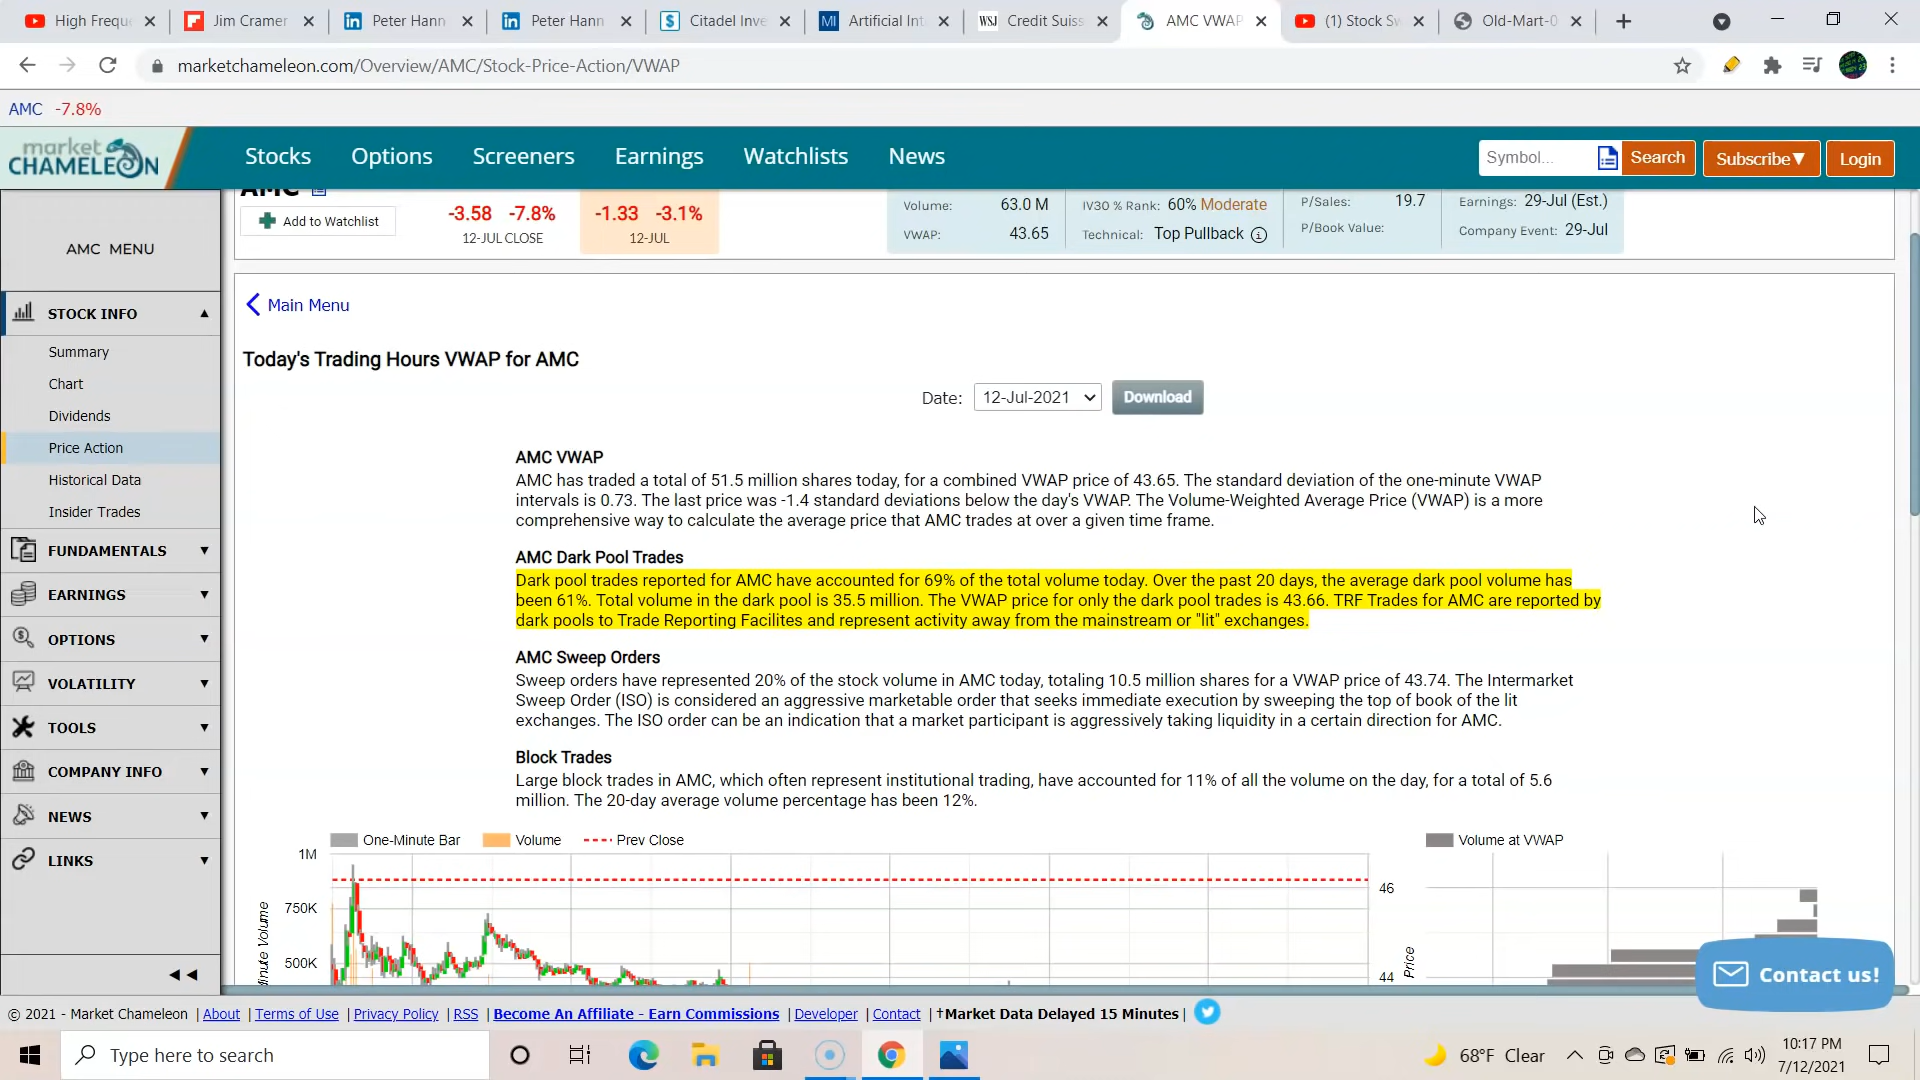 High Frequ
Jim Cramer
Peter Hann
Peter Hann
Citadel Inve
Artificial Int
WSJ Credit Suiss
AMC VWAP
(1) Stock Sw
Old-Mart-0
marketchameleon.com/Overview/AMC/Stock-Price-Action/VWAP
AMC -7.8%
market CHAMELEON
Stocks Options Screeners Earnings Watchlists News
Symbol... Search Subscribe▼ Login
AMC
Add to Watchlist
-3.58 -7.8%
12-JUL CLOSE
-1.33 -3.1%
12-JUL
Volume: 63.0 M
VWAP: 43.65
IV30 % Rank: 60% Moderate
Technical: Top Pullback
P/Sales: 19.7
P/Book Value:
Earnings: 29-Jul (Est.)
Company Event: 29-Jul
AMC MENU
STOCK INFO
Summary
Chart
Dividends
Price Action
Historical Data
Insider Trades
FUNDAMENTALS
EARNINGS
OPTIONS
VOLATILITY
TOOLS
COMPANY INFO
NEWS
LINKS
Main Menu
Today's Trading Hours VWAP for AMC
Date: 12-Jul-2021 Download
AMC VWAP
AMC has traded a total of 51.5 million shares today, for a combined VWAP price of 43.65. The standard deviation of the one-minute VWAP
intervals is 0.73. The last price was -1.4 standard deviations below the day's VWAP. The Volume-Weighted Average Price (VWAP) is a more
comprehensive way to calculate the average price that AMC trades at over a given time frame.
AMC Dark Pool Trades
Dark pool trades reported for AMC have accounted for 69% of the total volume today. Over the past 20 days, the average dark pool volume has
been 61%. Total volume in the dark pool is 35.5 million. The VWAP price for only the dark pool trades is 43.66. TRF Trades for AMC are reported by
dark pools to Trade Reporting Facilites and represent activity away from the mainstream or "lit" exchanges.
AMC Sweep Orders
Sweep orders have represented 20% of the stock volume in AMC today, totaling 10.5 million shares for a VWAP price of 43.74. The Intermarket
Sweep Order (ISO) is considered an aggressive marketable order that seeks immediate execution by sweeping the top of book of the lit
exchanges. The ISO order can be an indication that a market participant is aggressively taking liquidity in a certain direction for AMC.
Block Trades
Large block trades in AMC, which often represent institutional trading, have accounted for 11% of all the volume on the day, for a total of 5.6
million. The 20-day average volume percentage has been 12%.
One-Minute Bar Volume Prev Close
Volume at VWAP
1M
750K
500K
Minute Volume
46
44
Price
Contact us!
© 2021 - Market Chameleon | About | Terms of Use | Privacy Policy | RSS | Become An Affiliate - Earn Commissions | Developer | Contact | †Market Data Delayed 15 Minutes |
Type here to search
68°F Clear
10:17 PM
7/12/2021